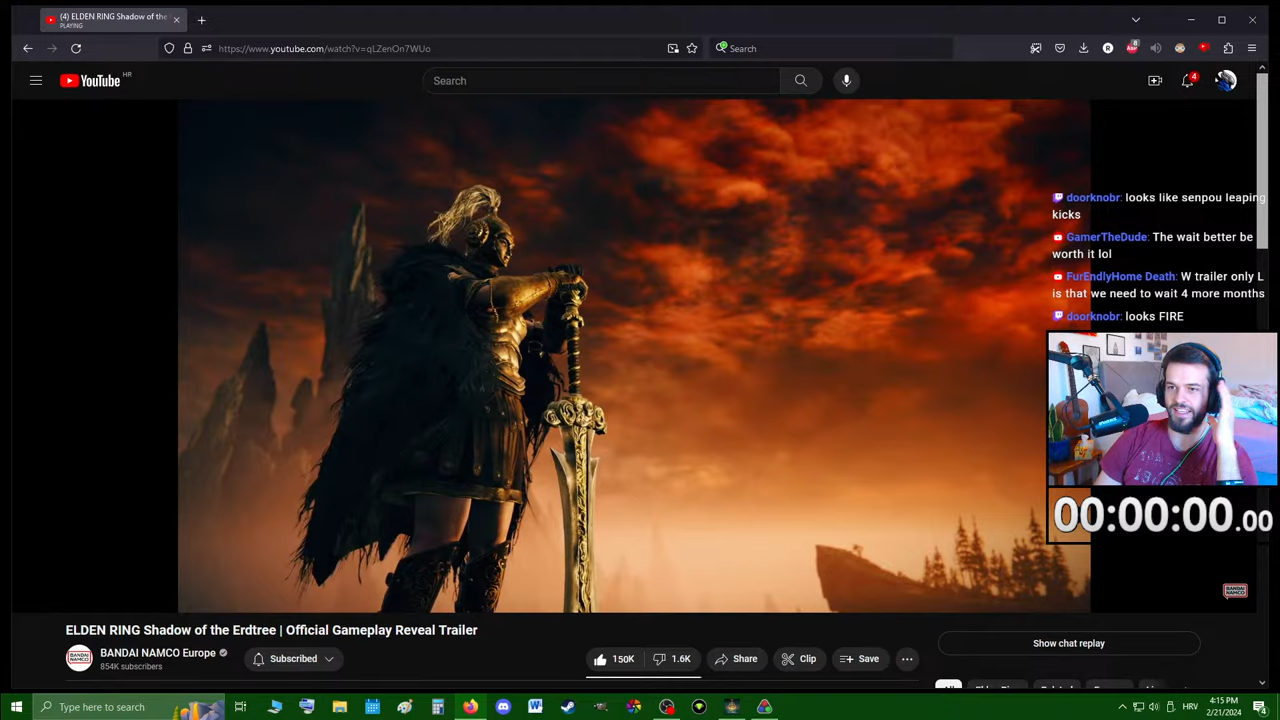 (4) ELDEN RING Shadow of the
PLAYING
https://www.youtube.com/watch?v=qLZenOn7WUo
Search
YouTube HR
Search
4
doorknobr: looks like senpou leaping
kicks
GamerTheDude: The wait better be
worth it lol
FurEndlyHome Death: W trailer only L
is that we need to wait 4 more months
doorknobr: looks FIRE
00:00:00.00
BANDAI
NAMCO
ELDEN RING Shadow of the Erdtree | Official Gameplay Reveal Trailer
BANDAI NAMCO Europe
854K subscribers
Subscribed
150K
1.6K
Share
Clip
Save
Show chat replay
Type here to search
HRV
4:15 PM
2/21/2024
4